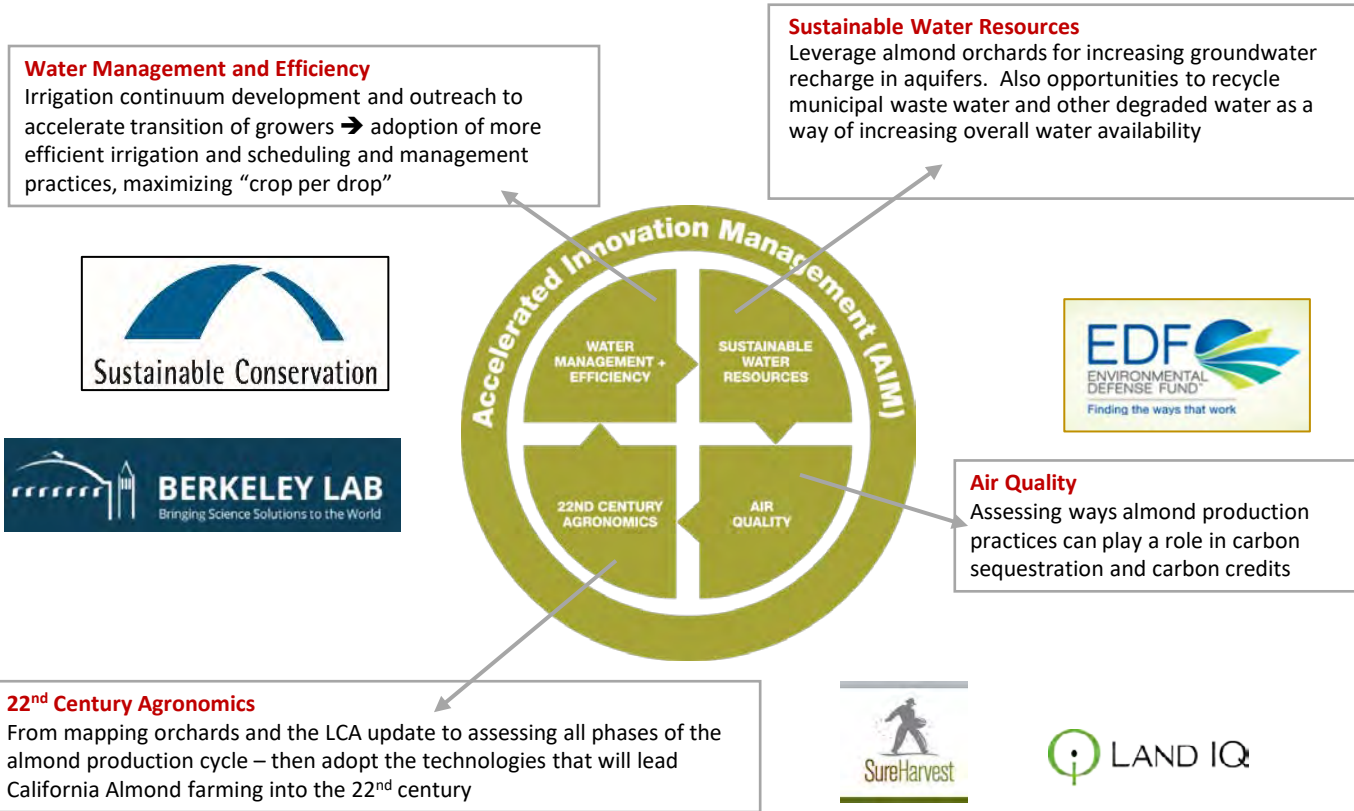 Water Management and Efficiency
Irrigation continuum development and outreach to
accelerate transition of growers ➔ adoption of more
efficient irrigation and scheduling and management
practices, maximizing “crop per drop”
Sustainable Water Resources
Leverage almond orchards for increasing groundwater
recharge in aquifers.  Also opportunities to recycle
municipal waste water and other degraded water as a
way of increasing overall water availability
Accelerated Innovation Management (AIM)
WATER
MANAGEMENT +
EFFICIENCY
SUSTAINABLE
WATER
RESOURCES
22ND CENTURY
AGRONOMICS
AIR
QUALITY
Sustainable Conservation
BERKELEY LAB
Bringing Science Solutions to the World
EDF
ENVIRONMENTAL
DEFENSE FUND™
Finding the ways that work
Air Quality
Assessing ways almond production
practices can play a role in carbon
sequestration and carbon credits
22nd Century Agronomics
From mapping orchards and the LCA update to assessing all phases of the
almond production cycle – then adopt the technologies that will lead
California Almond farming into the 22nd century
SureHarvest
LAND IQ